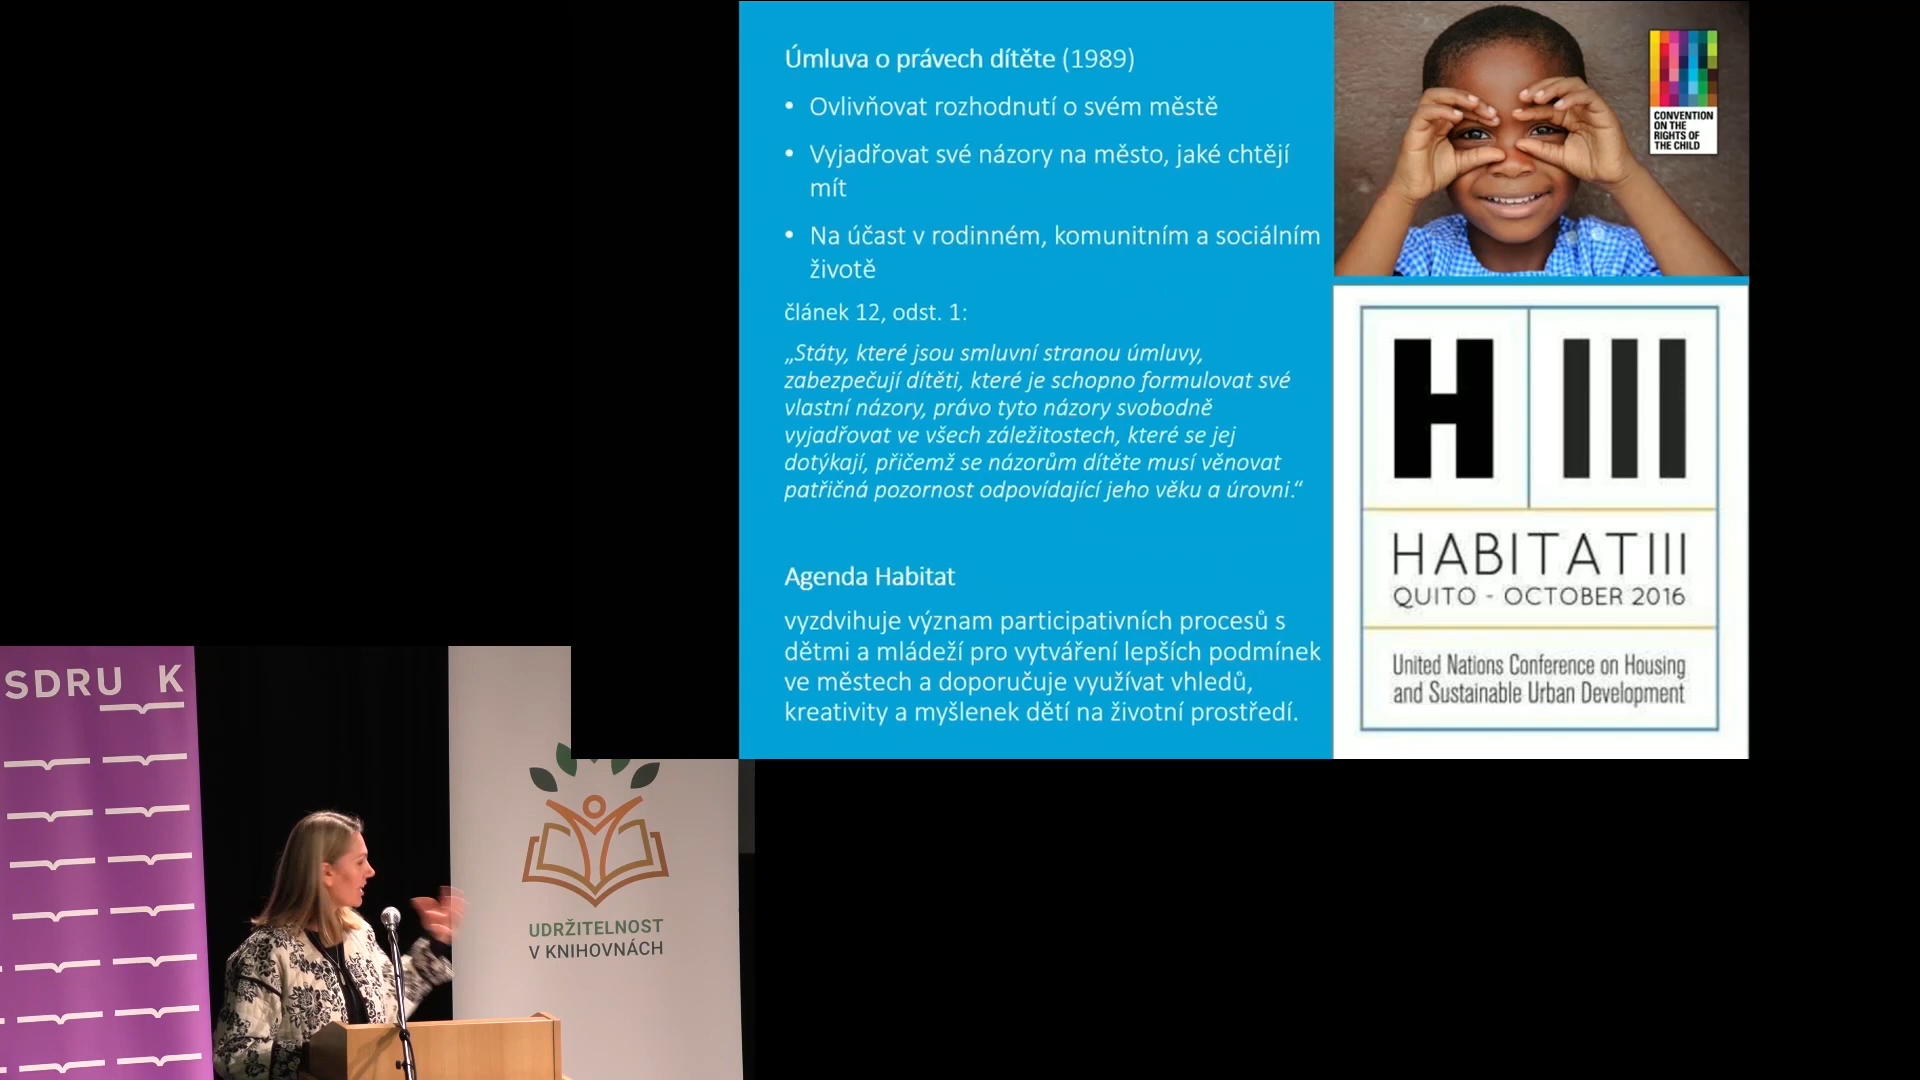 Úmluva o právech dítěte (1989)
• Ovlivňovat rozhodnutí o svém městě
• Vyjadřovat své názory na město, jaké chtějí
mít
• Na účast v rodinném, komunitním a sociálním
životě
článek 12, odst. 1:
„Státy, které jsou smluvní stranou úmluvy,
zabezpečují dítěti, které je schopno formulovat své
vlastní názory, právo tyto názory svobodně
vyjadřovat ve všech záležitostech, které se jej
dotýkají, přičemž se názorům dítěte musí věnovat
patřičná pozornost odpovídající jeho věku a úrovni.“
Agenda Habitat
vyzdvihuje význam participativních procesů s
dětmi a mládeží pro vytváření lepších podmínek
ve městech a doporučuje využívat vhledů,
kreativity a myšlenek dětí na životní prostředí.
CONVENTION
ON THE
RIGHTS OF
THE CHILD
H III
HABITAT III
QUITO - OCTOBER 2016
United Nations Conference on Housing
and Sustainable Urban Development
SDRU K
UDRŽITELNOST
V KNIHOVNÁCH